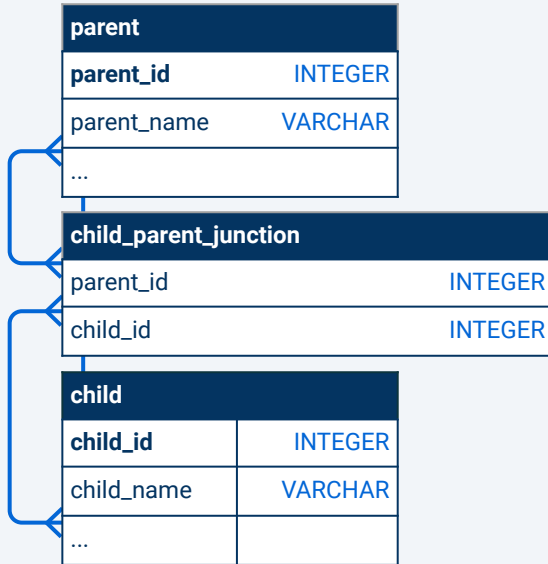 parent
parent_id INTEGER
parent_name VARCHAR
...
child_parent_junction
parent_id INTEGER
child_id INTEGER
child
child_id INTEGER
child_name VARCHAR
...